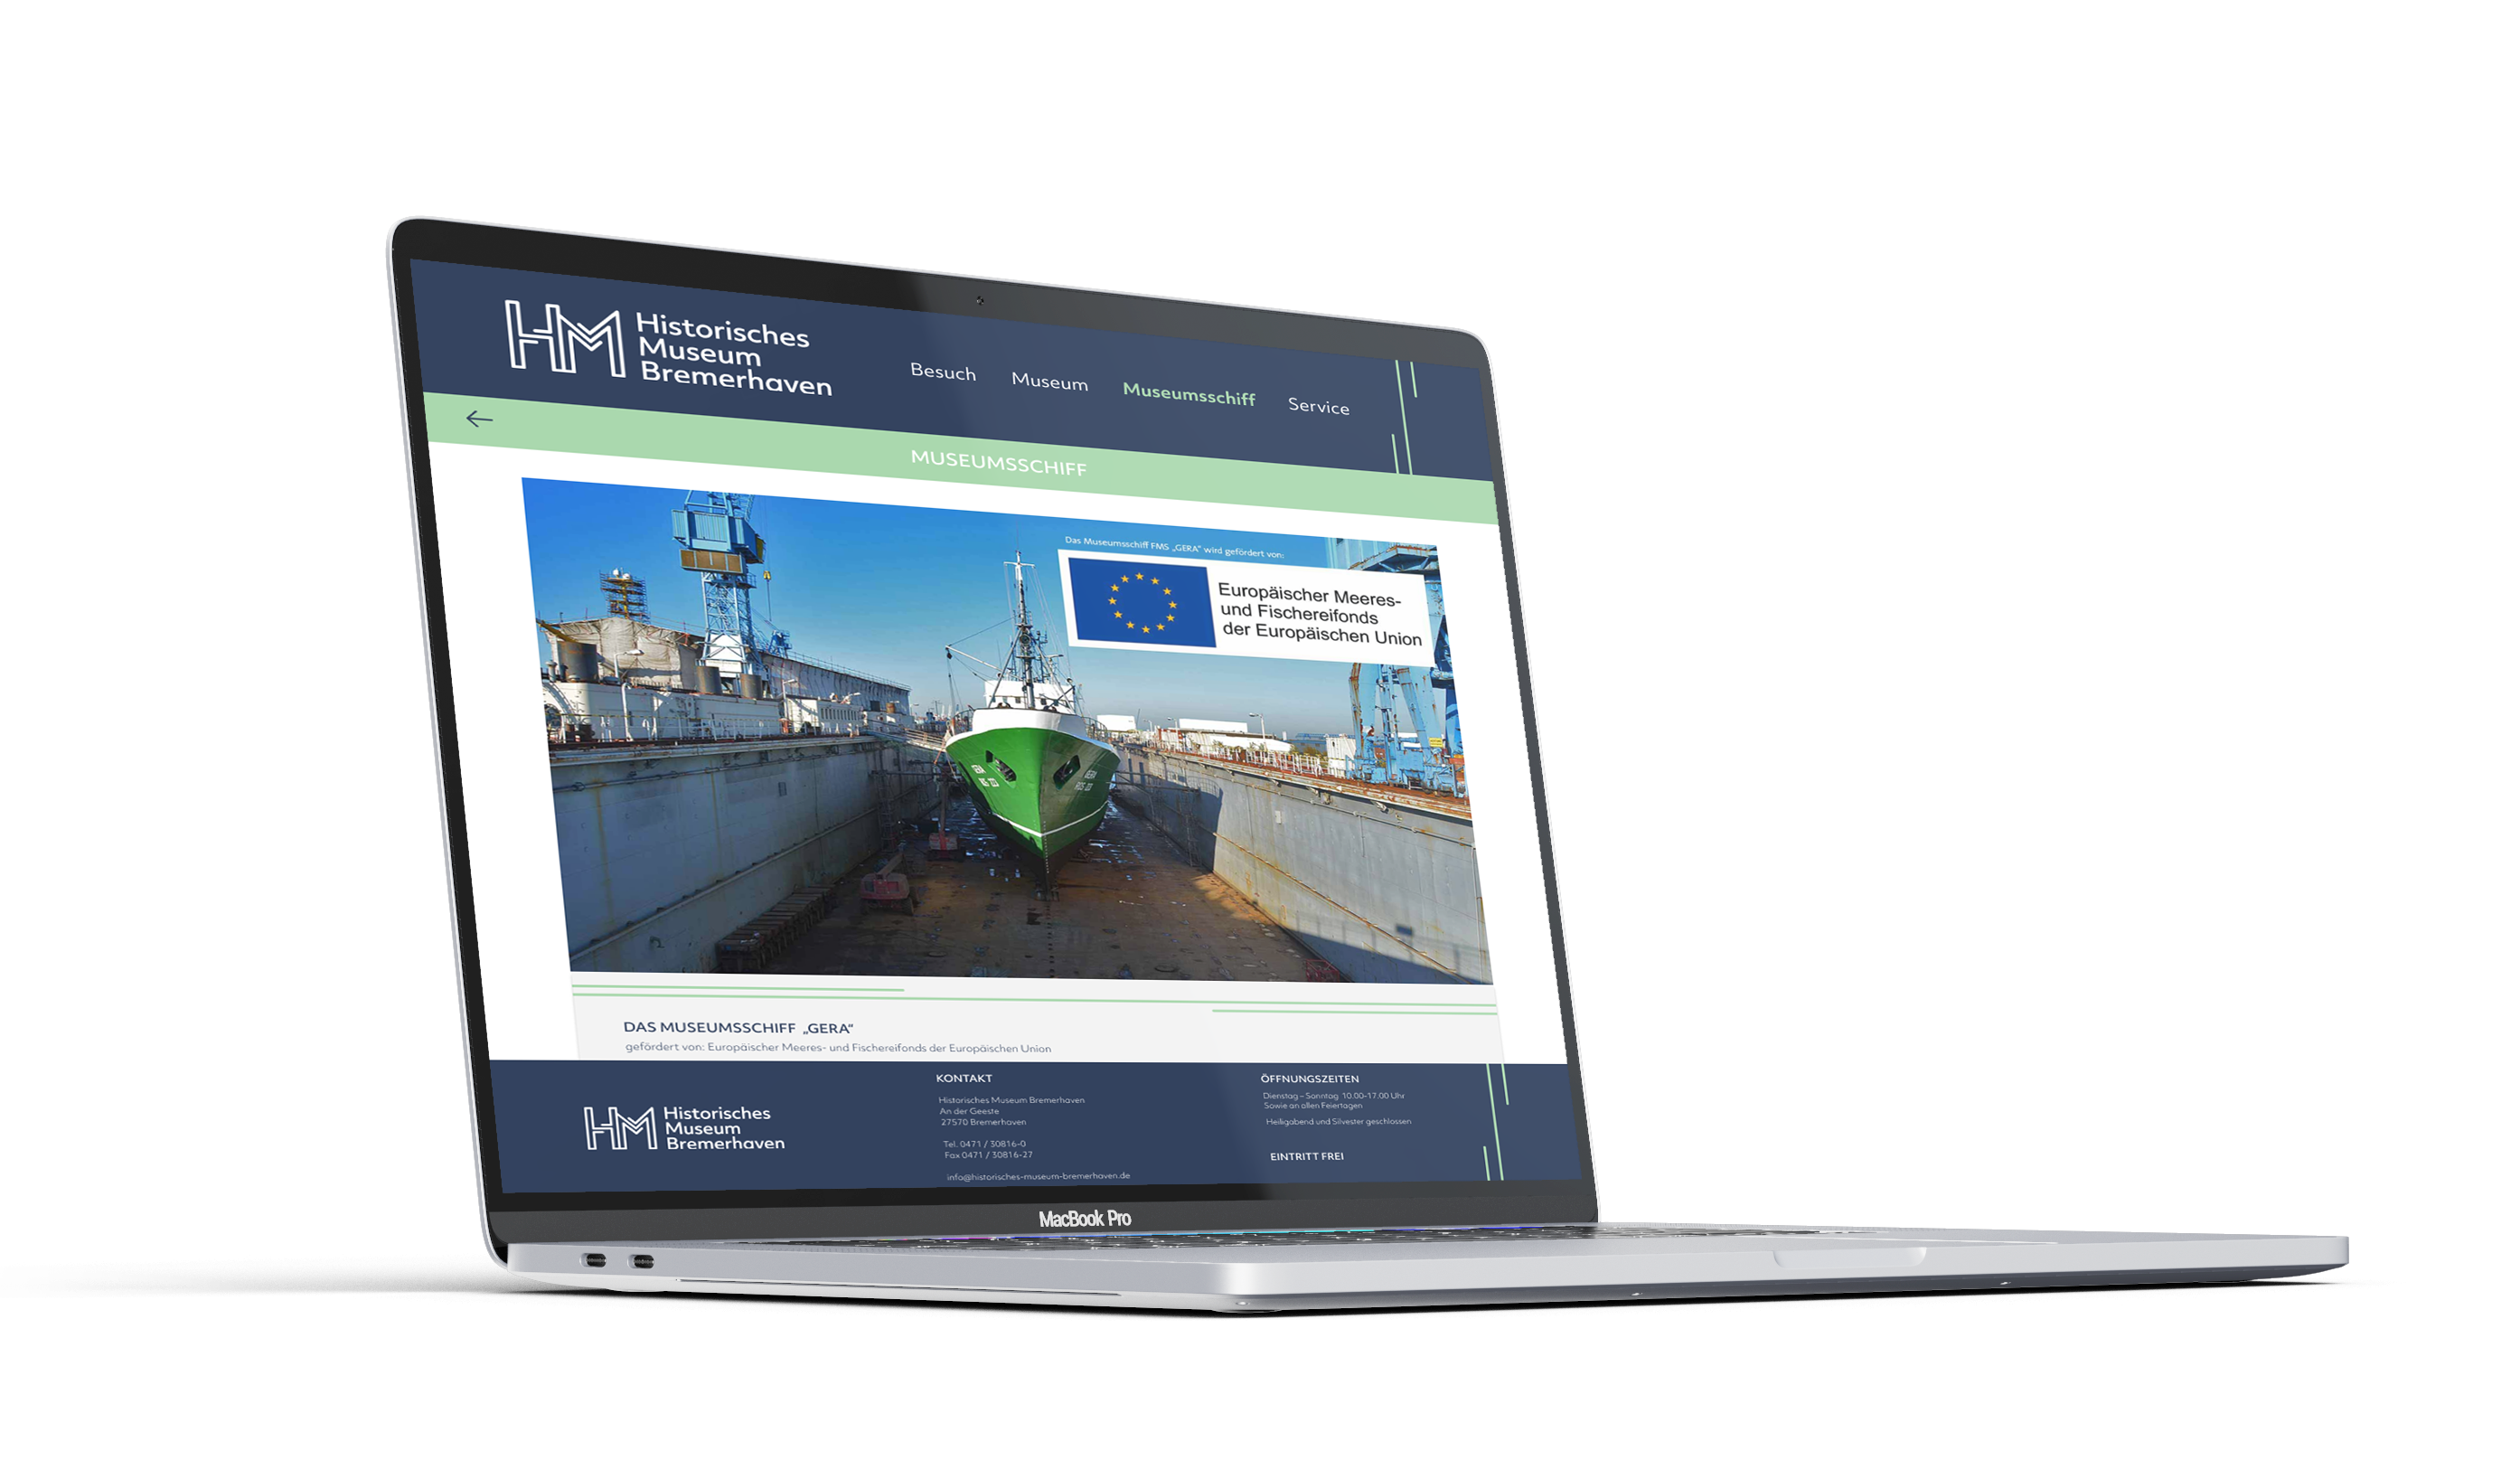 Historisches
Museum
Bremerhaven
Besuch
Museum
Museumsschiff
Service
MUSEUMSSCHIFF
Das Museumsschiff FMS „GERA“ wird gefördert von:
Europäischer Meeres-
und Fischereifonds
der Europäischen Union
DAS MUSEUMSSCHIFF „GERA“
gefördert von: Europäischer Meeres- und Fischereifonds der Europäischen Union
Historisches
Museum
Bremerhaven
KONTAKT
Historisches Museum Bremerhaven
An der Geeste
27570 Bremerhaven
Tel. 0471 / 30816-0
Fax 0471 / 30816-27
info@historisches-museum-bremerhaven.de
ÖFFNUNGSZEITEN
Dienstag – Sonntag 10.00-17.00 Uhr
Sowie an allen Feiertagen
Heiligabend und Silvester geschlossen
EINTRITT FREI
MacBook Pro